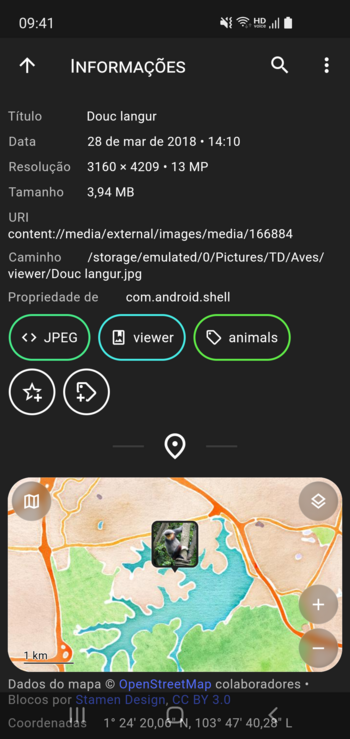 09:41
HD
VOICE
INFORMAÇÕES
Título Douc langur
Data 28 de mar de 2018 • 14:10
Resolução 3160 × 4209 • 13 MP
Tamanho 3,94 MB
URI
content://media/external/images/media/166884
Caminho /storage/emulated/0/Pictures/TD/Aves/
viewer/Douc langur.jpg
Propriedade de com.android.shell
JPEG viewer animals
1 km
Dados do mapa © OpenStreetMap colaboradores •
Blocos por Stamen Design, CC BY 3.0
Coordenadas 1° 24′ 20,06″ N, 103° 47′ 40,28″ L